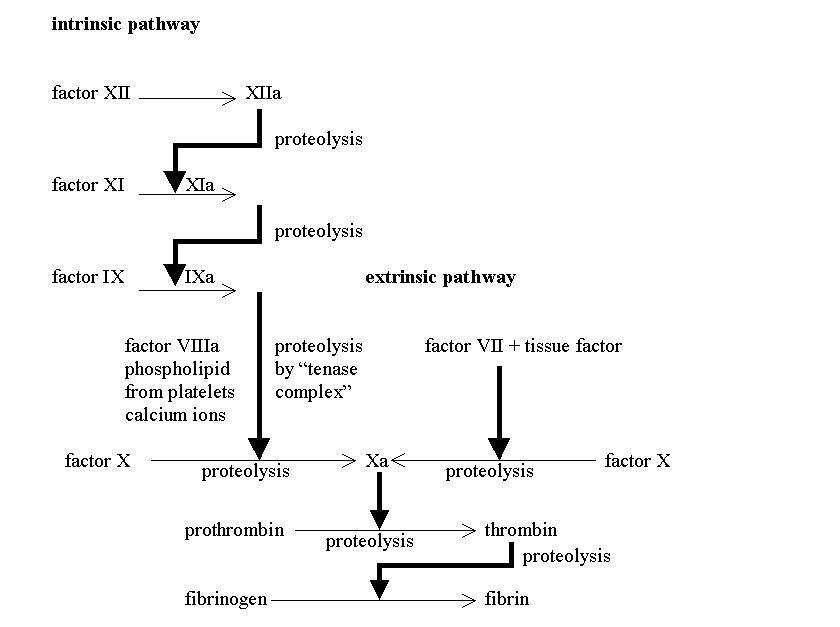 intrinsic pathway
factor XII XIIa
proteolysis
factor XI XIa
proteolysis
factor IX IXa
extrinsic pathway
factor VIIIa
phospholipid
from platelets
calcium ions
proteolysis
by “tenase
complex”
factor VII + tissue factor
factor X Xa factor X
proteolysis proteolysis
prothrombin thrombin
proteolysis
proteolysis
fibrinogen fibrin